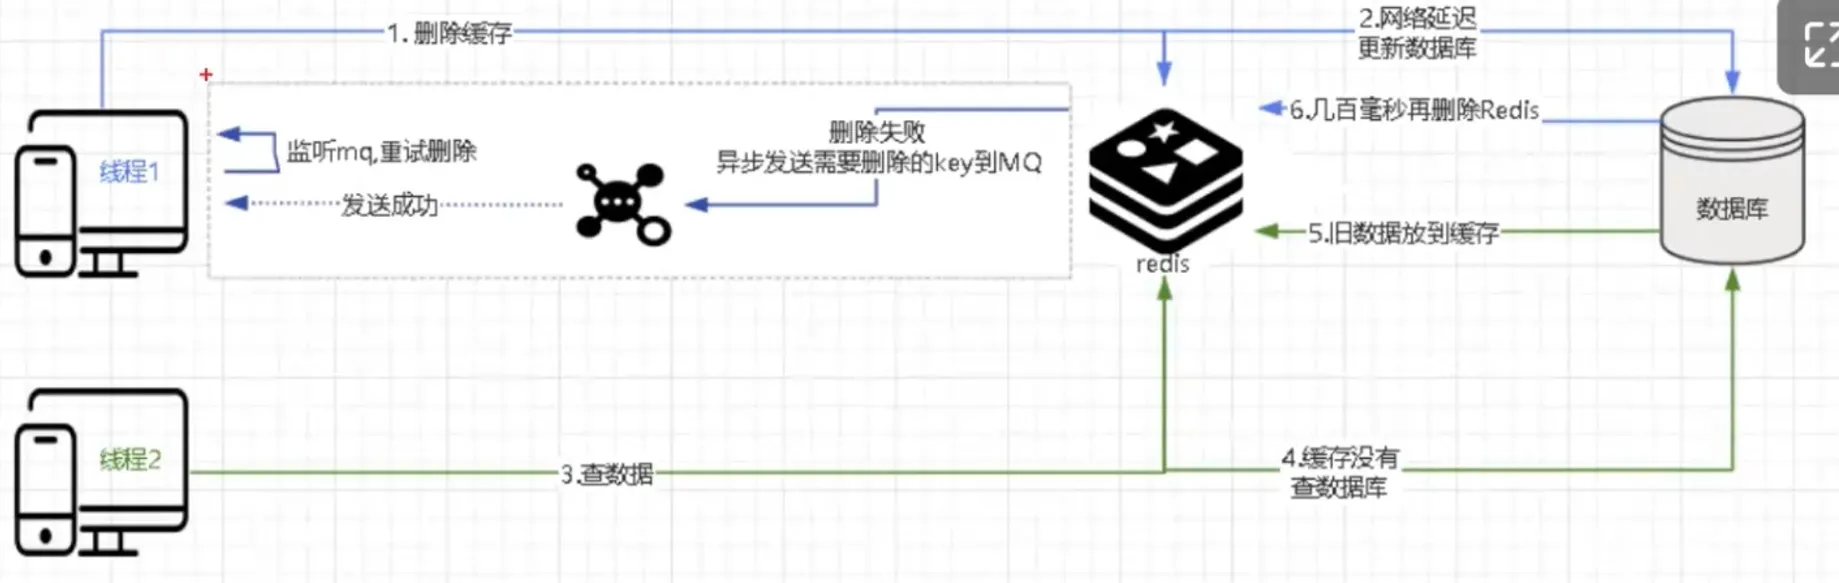 1. 删除缓存
2.网络延迟
更新数据库
6.几百毫秒再删除Redis
删除失败
异步发送需要删除的key到MQ
监听mq,重试删除
线程1
发送成功
数据库
5.旧数据放到缓存
redis
线程2
3.查数据
4.缓存没有
查数据库